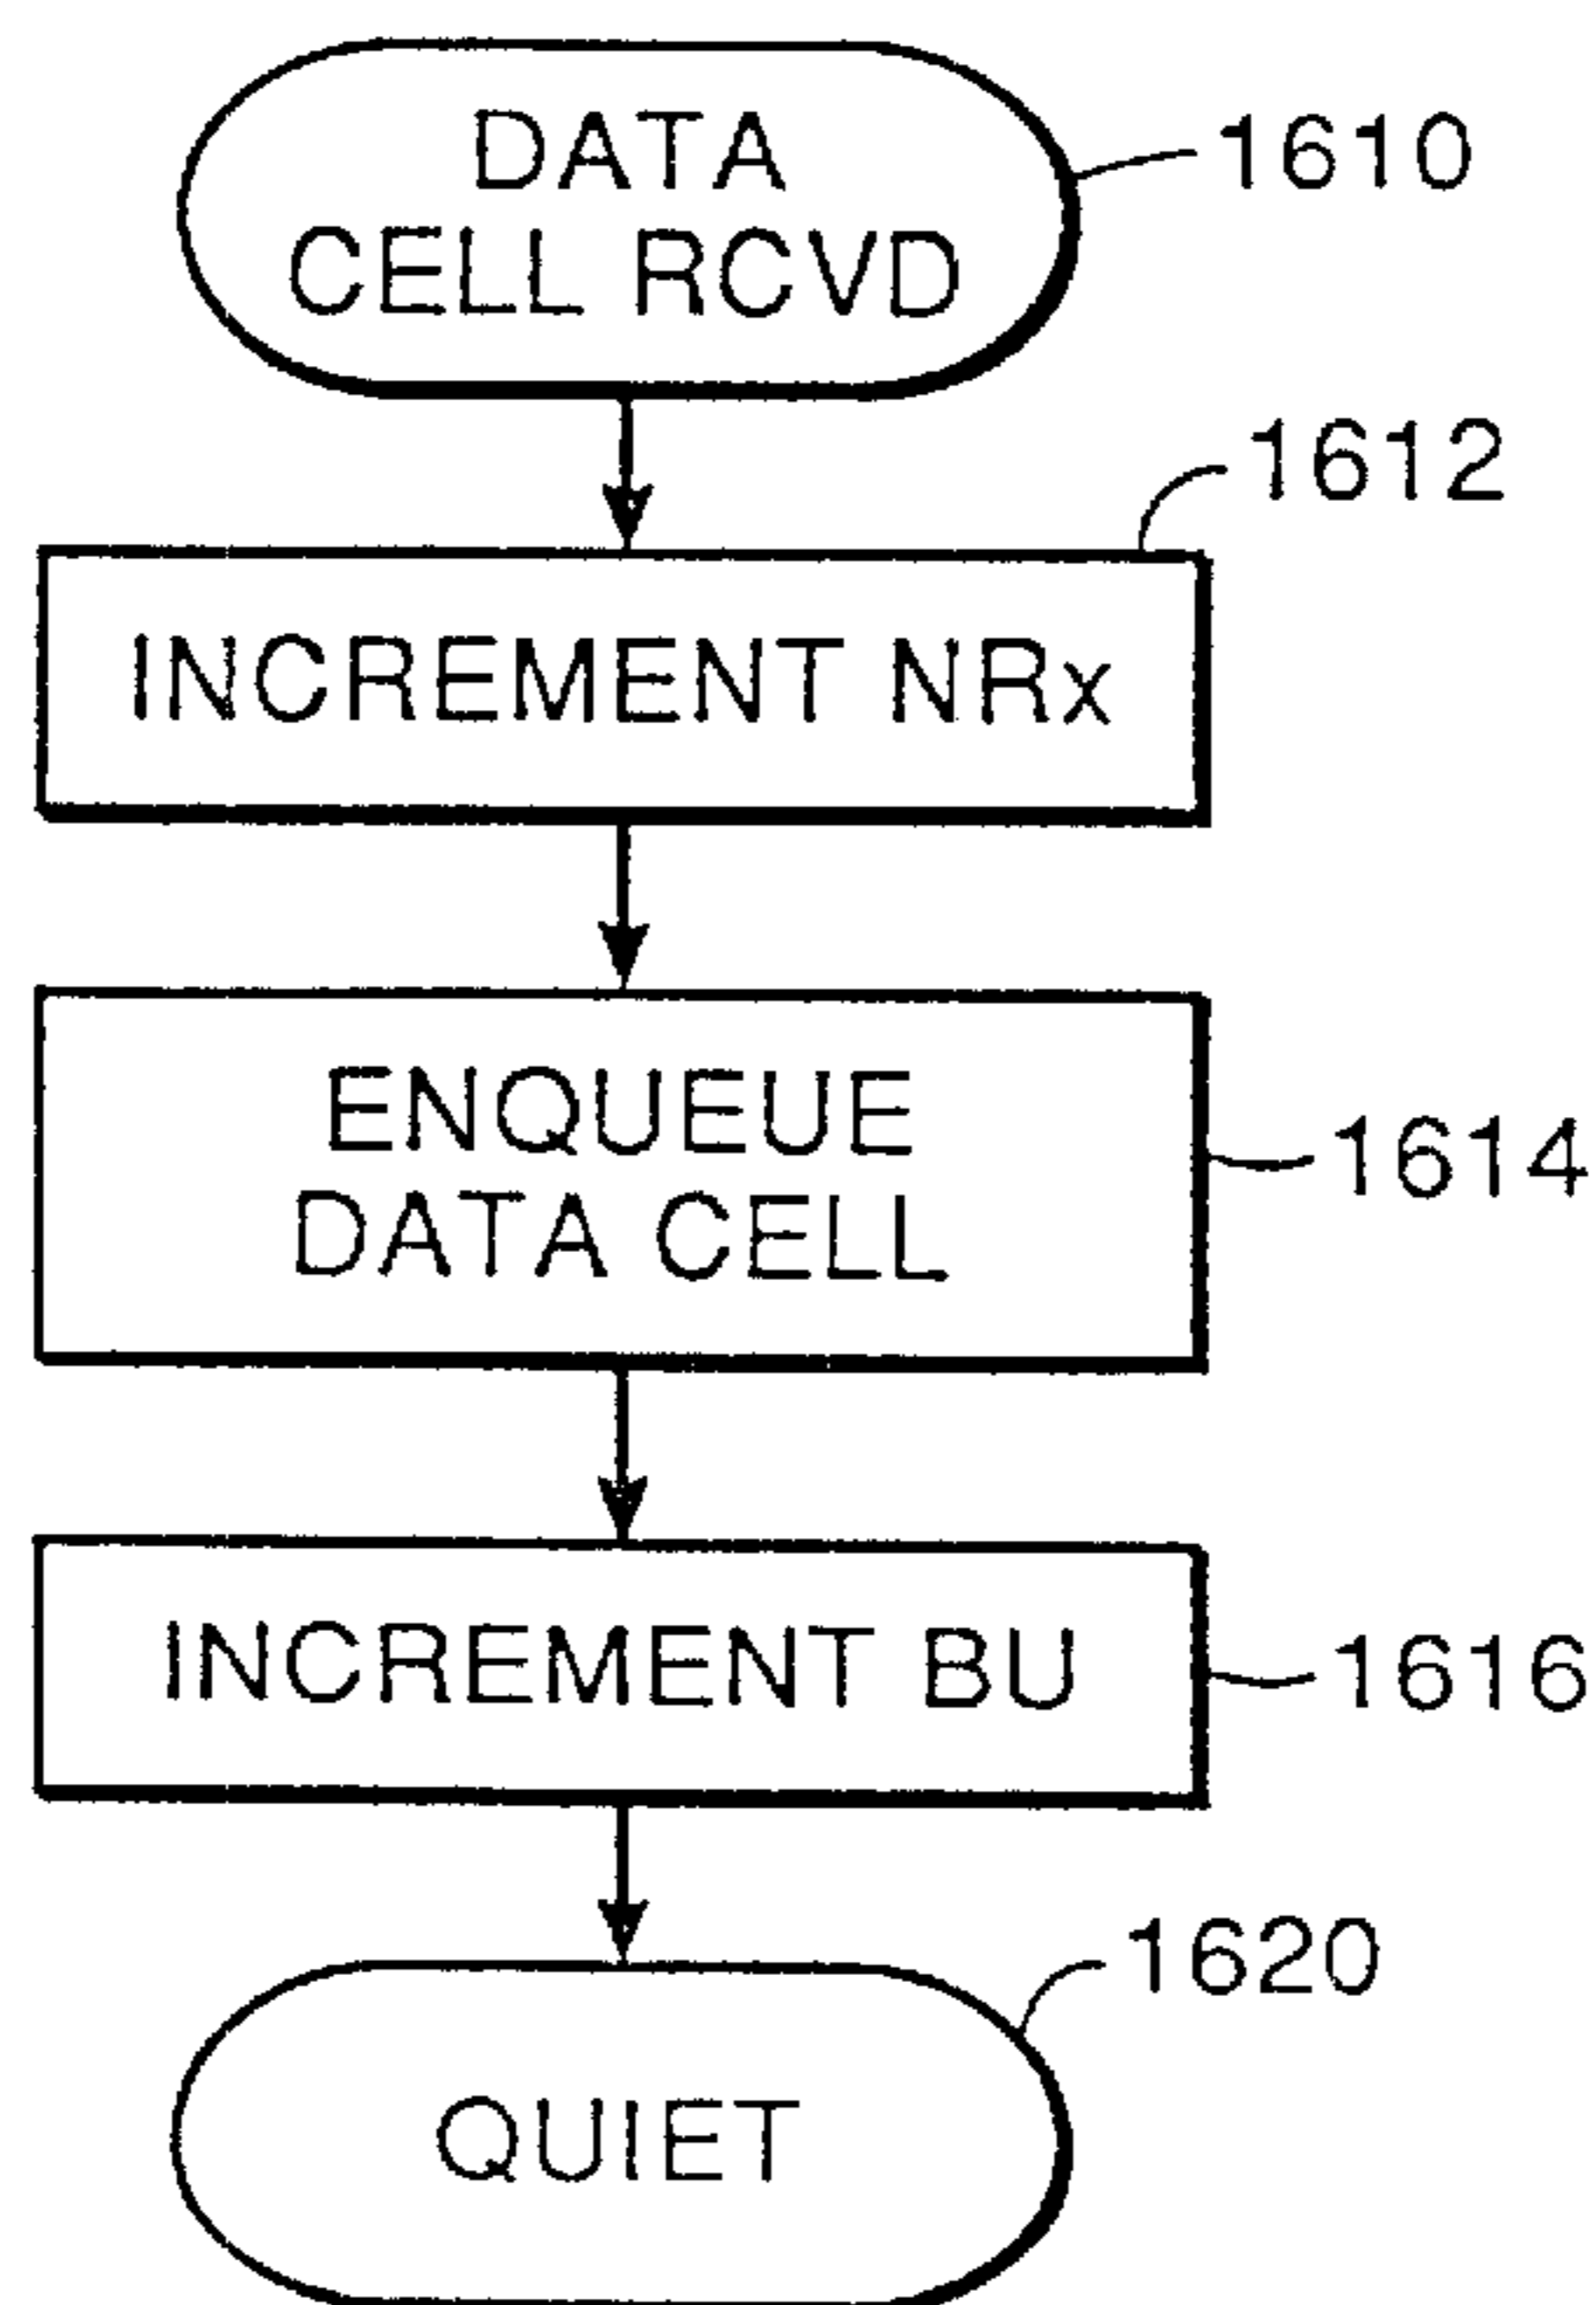 DATA
CELL RCVD
1610
1612
INCREMENT NRx
ENQUEUE
DATA CELL
1614
INCREMENT BU
1616
1620
QUIET